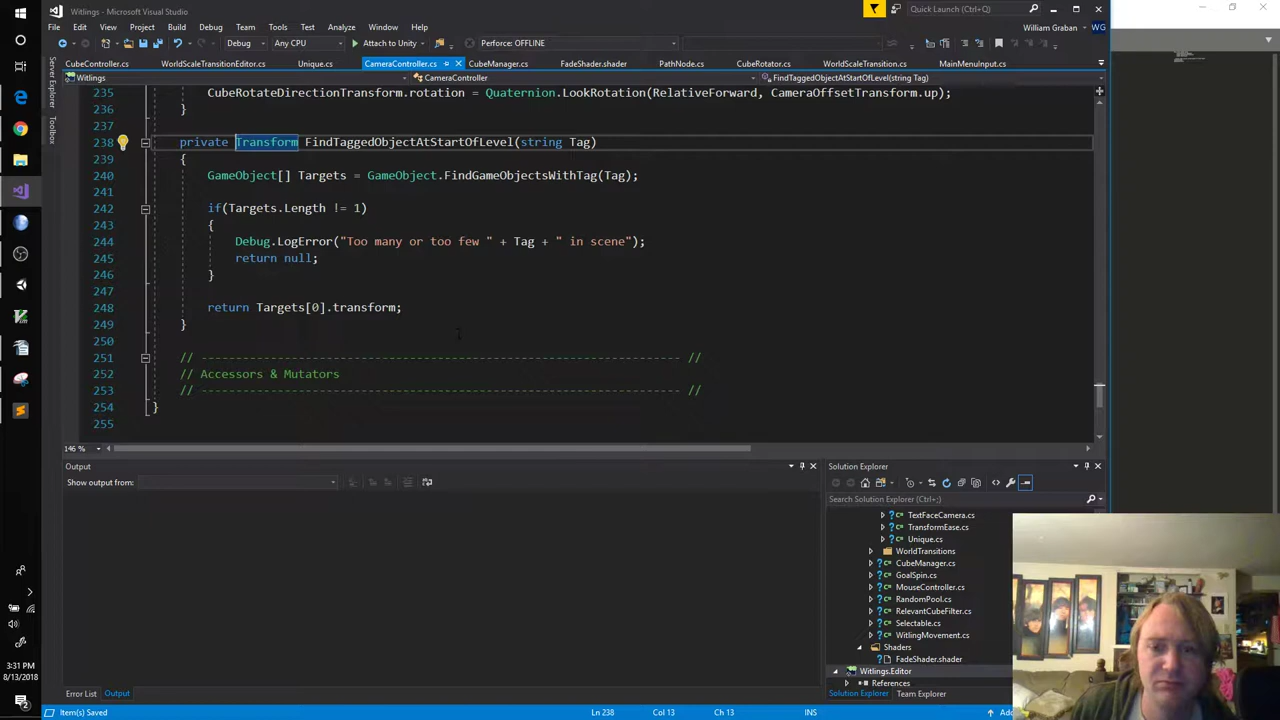 Witlings - Microsoft Visual Studio
Quick Launch (Ctrl+Q)
File Edit View Project Build Debug Team Tools Test Analyze Window Help
William Graban WG
Debug Any CPU Attach to Unity Perforce: OFFLINE
CubeController.cs WorldScaleTransitionEditor.cs Unique.cs CameraController.cs CubeManager.cs FadeShader.shader PathNode.cs CubeRotator.cs WorldScaleTransition.cs MainMenuInput.cs
Server Explorer
Toolbox
Witlings CameraController FindTaggedObjectAtStartOfLevel(string Tag)
235 CubeRotateDirectionTransform.rotation = Quaternion.LookRotation(RelativeForward, CameraOffsetTransform.up);
236 }
237
238 private Transform FindTaggedObjectAtStartOfLevel(string Tag)
239 {
240 GameObject[] Targets = GameObject.FindGameObjectsWithTag(Tag);
241
242 if(Targets.Length != 1)
243 {
244 Debug.LogError("Too many or too few " + Tag + " in scene");
245 return null;
246 }
247
248 return Targets[0].transform;
249 }
250
251 // --------------------------------------------------------------------- //
252 // Accessors & Mutators
253 // --------------------------------------------------------------------- //
254 }
255
146 %
Output
Show output from:
Error List Output
Solution Explorer
Search Solution Explorer (Ctrl+;)
TextFaceCamera.cs
TransformEase.cs
Unique.cs
WorldTransitions
CubeManager.cs
GoalSpin.cs
MouseController.cs
RandomPool.cs
RelevantCubeFilter.cs
Selectable.cs
WitlingMovement.cs
Shaders
FadeShader.shader
Witlings.Editor
References
Solution Explorer Team Explorer
Item(s) Saved Ln 238 Col 13 Ch 13 INS
3:31 PM
8/13/2018